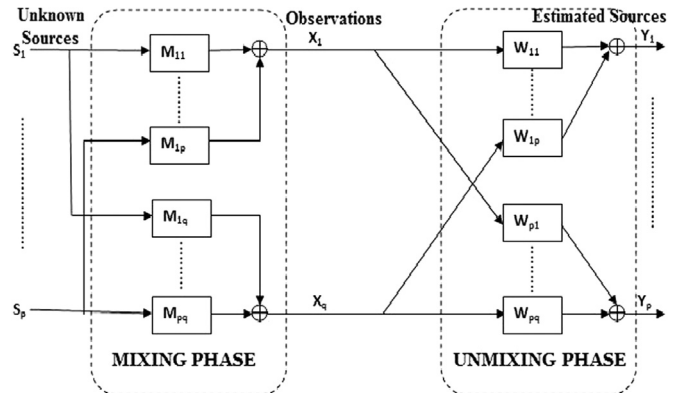 Unknown
Sources
Observations
Estimated Sources
S1
M11
X1
W11
Y1
M1p
W1p
M1q
Wp1
Sp
Mpq
Xq
Wpq
Yp
MIXING PHASE
UNMIXING PHASE